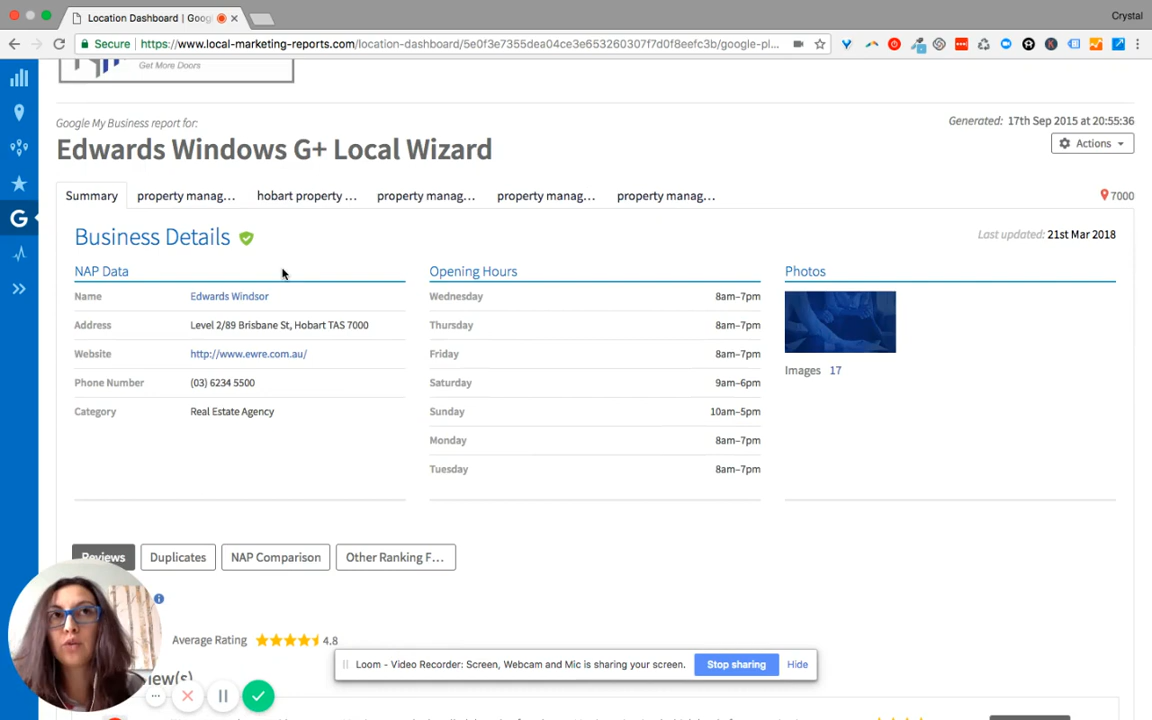 Location Dashboard | Goog
Crystal
Secure
https://www.local-marketing-reports.com/location-dashboard/5e0f3e7355dea04ce3e653260307f7d0f8eefc3b/google-pl...
Get More Doors
Google My Business report for:
Generated: 17th Sep 2015 at 20:55:36
Edwards Windows G+ Local Wizard
Actions
Summary
property manag...
hobart property ...
property manag...
property manag...
property manag...
7000
Business Details
Last updated: 21st Mar 2018
NAP Data
Opening Hours
Photos
Name Edwards Windsor
Wednesday 8am–7pm
Address Level 2/89 Brisbane St, Hobart TAS 7000
Thursday 8am–7pm
Website http://www.ewre.com.au/
Friday 8am–7pm
Images 17
Phone Number (03) 6234 5500
Saturday 9am–6pm
Category Real Estate Agency
Sunday 10am–5pm
Monday 8am–7pm
Tuesday 8am–7pm
Reviews
Duplicates
NAP Comparison
Other Ranking F...
Average Rating 4.8
Loom - Video Recorder: Screen, Webcam and Mic is sharing your screen.
Stop sharing
Hide